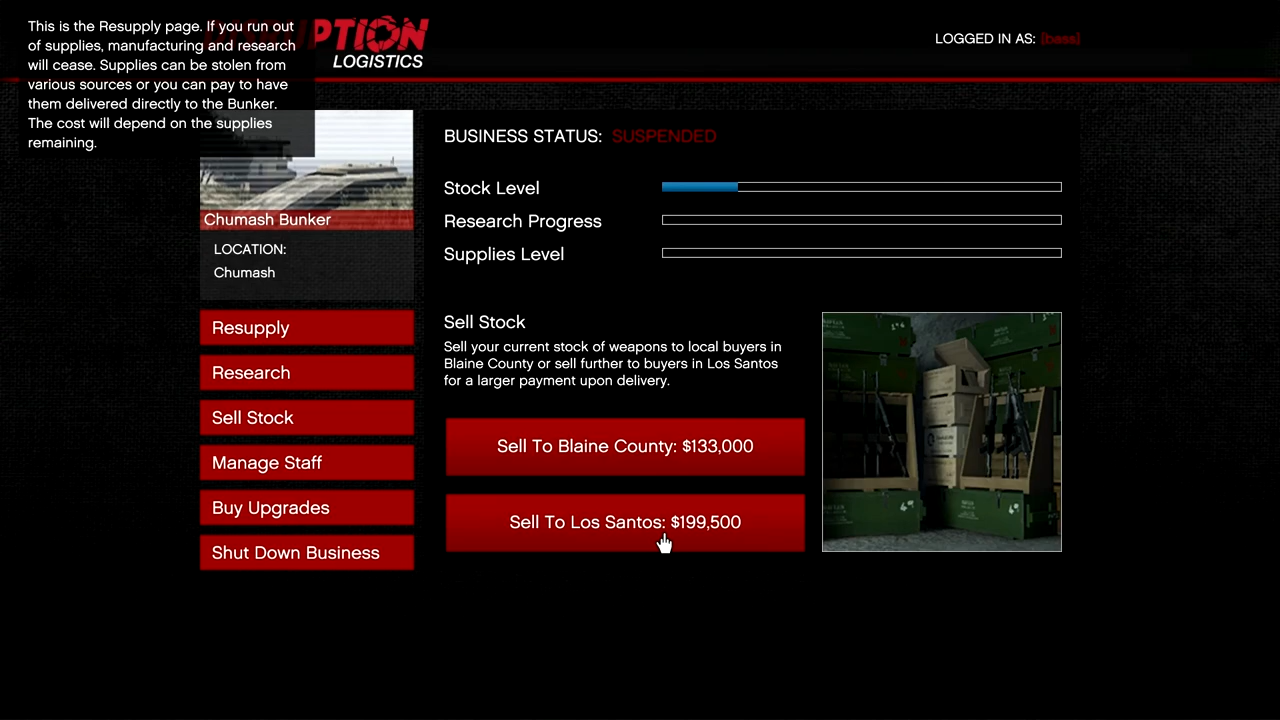 This is the Resupply page. If you run out
of supplies, manufacturing and research
will cease. Supplies can be stolen from
various sources or you can pay to have
them delivered directly to the Bunker.
The cost will depend on the supplies
remaining.
LOGISTICS
LOGGED IN AS: [bass]
Chumash Bunker
LOCATION:
Chumash
Resupply
Research
Sell Stock
Manage Staff
Buy Upgrades
Shut Down Business
BUSINESS STATUS: SUSPENDED
Stock Level
Research Progress
Supplies Level
Sell Stock
Sell your current stock of weapons to local buyers in
Blaine County or sell further to buyers in Los Santos
for a larger payment upon delivery.
Sell To Blaine County: $133,000
Sell To Los Santos: $199,500